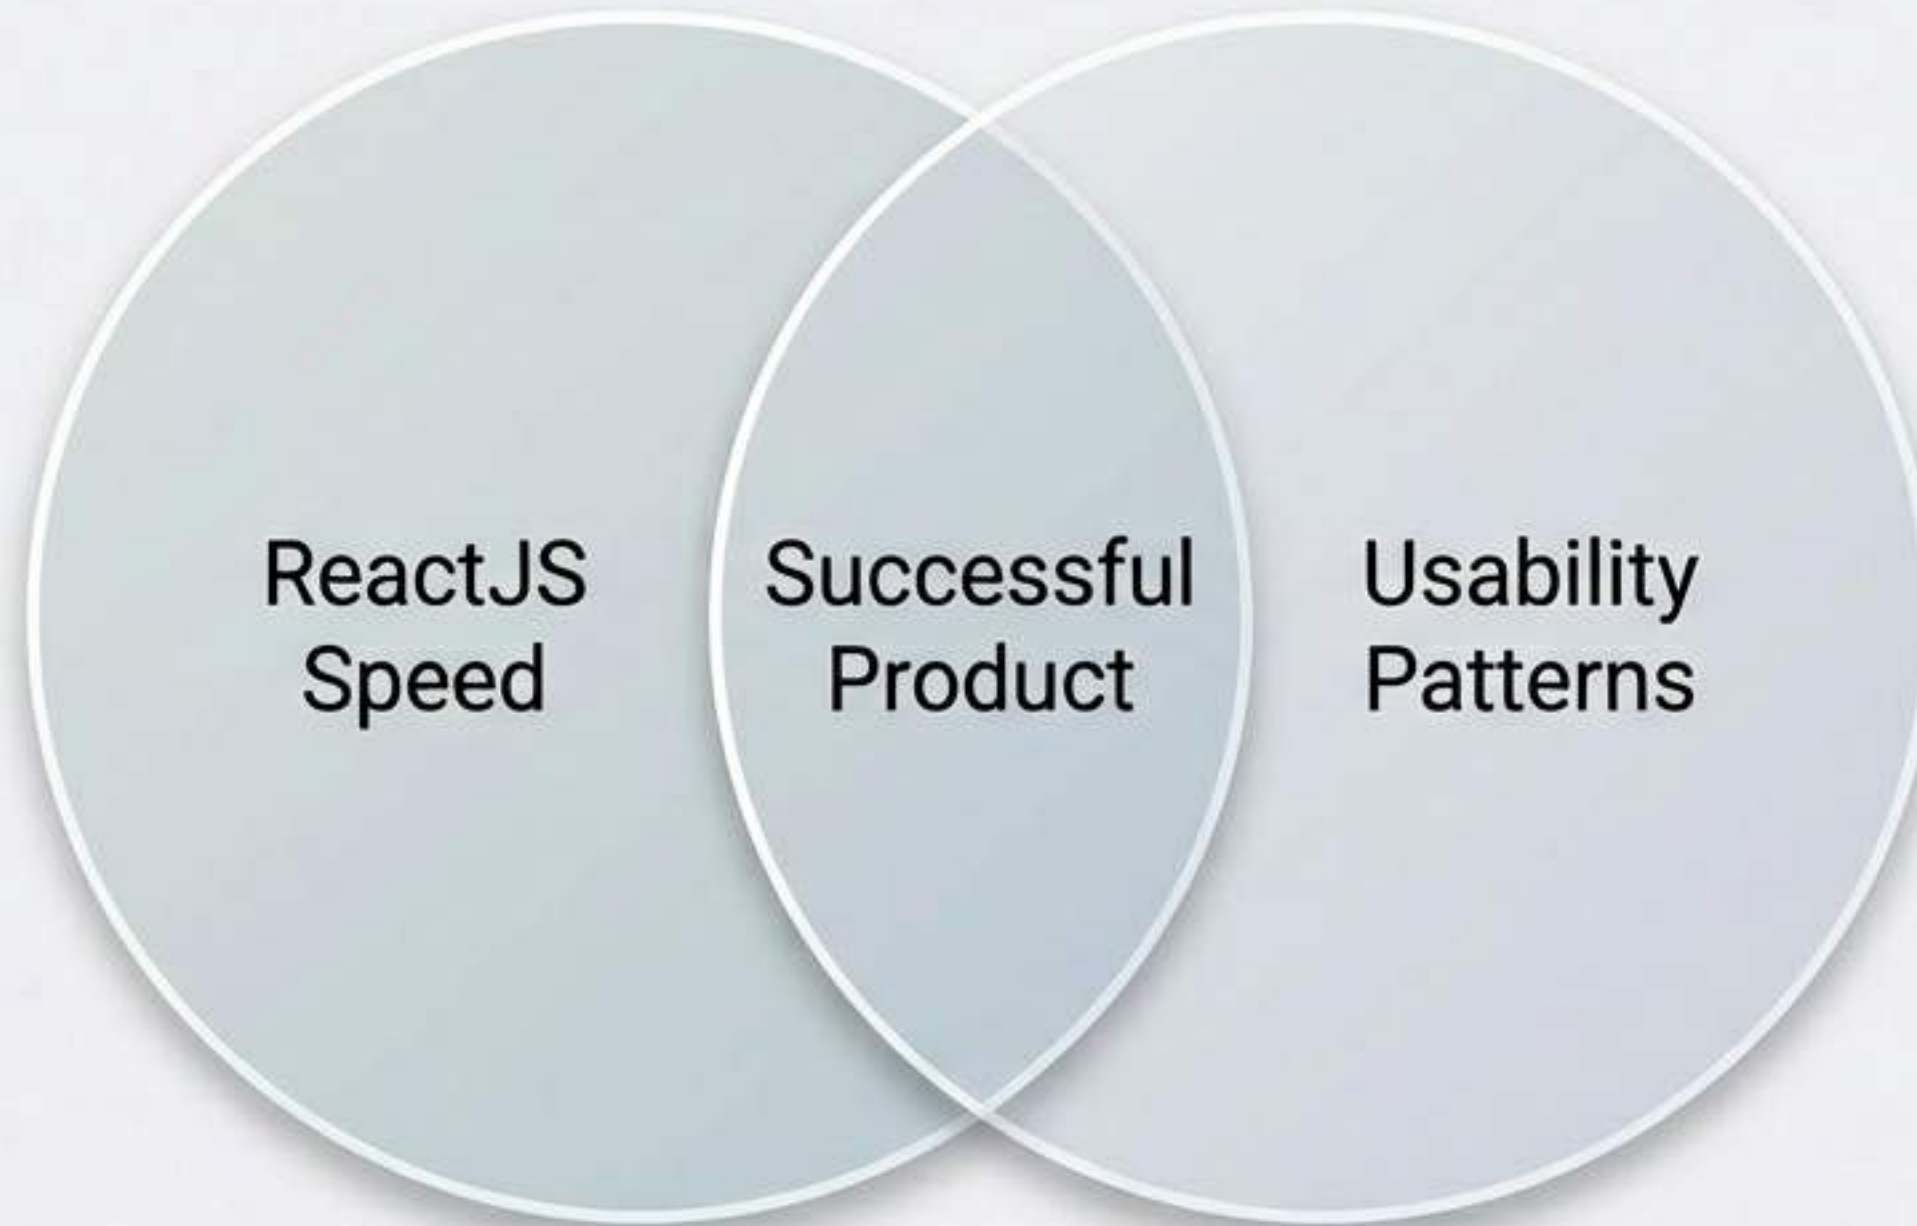 ReactJS
Speed
Successful
Product
Usability
Patterns